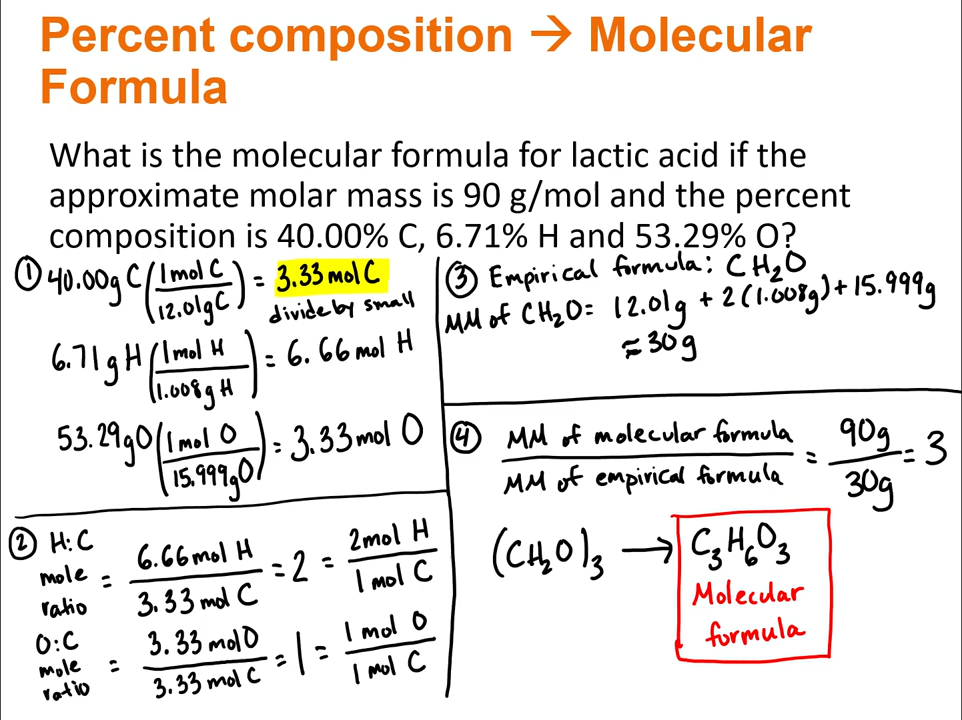 Percent composition → Molecular
Formula
What is the molecular formula for lactic acid if the
approximate molar mass is 90 g/mol and the percent
composition is 40.00% C, 6.71% H and 53.29% O?
① 40.00g C (1 mol C / 12.01g C) = 3.33 mol C
divide by small
6.71 g H (1 mol H / 1.008g H) = 6.66 mol H
53.29g O (1 mol O / 15.999g O) = 3.33 mol O
② H:C
mole ratio = 6.66 mol H / 3.33 mol C = 2 = 2 mol H / 1 mol C
O:C
mole ratio = 3.33 mol O / 3.33 mol C = 1 = 1 mol O / 1 mol C
③ Empirical formula: CH₂O
MM of CH₂O = 12.01g + 2(1.008g) + 15.999g
≈ 30g
④ MM of molecular formula / MM of empirical formula = 90g / 30g = 3
(CH₂O)₃ → C₃H₆O₃
Molecular
formula